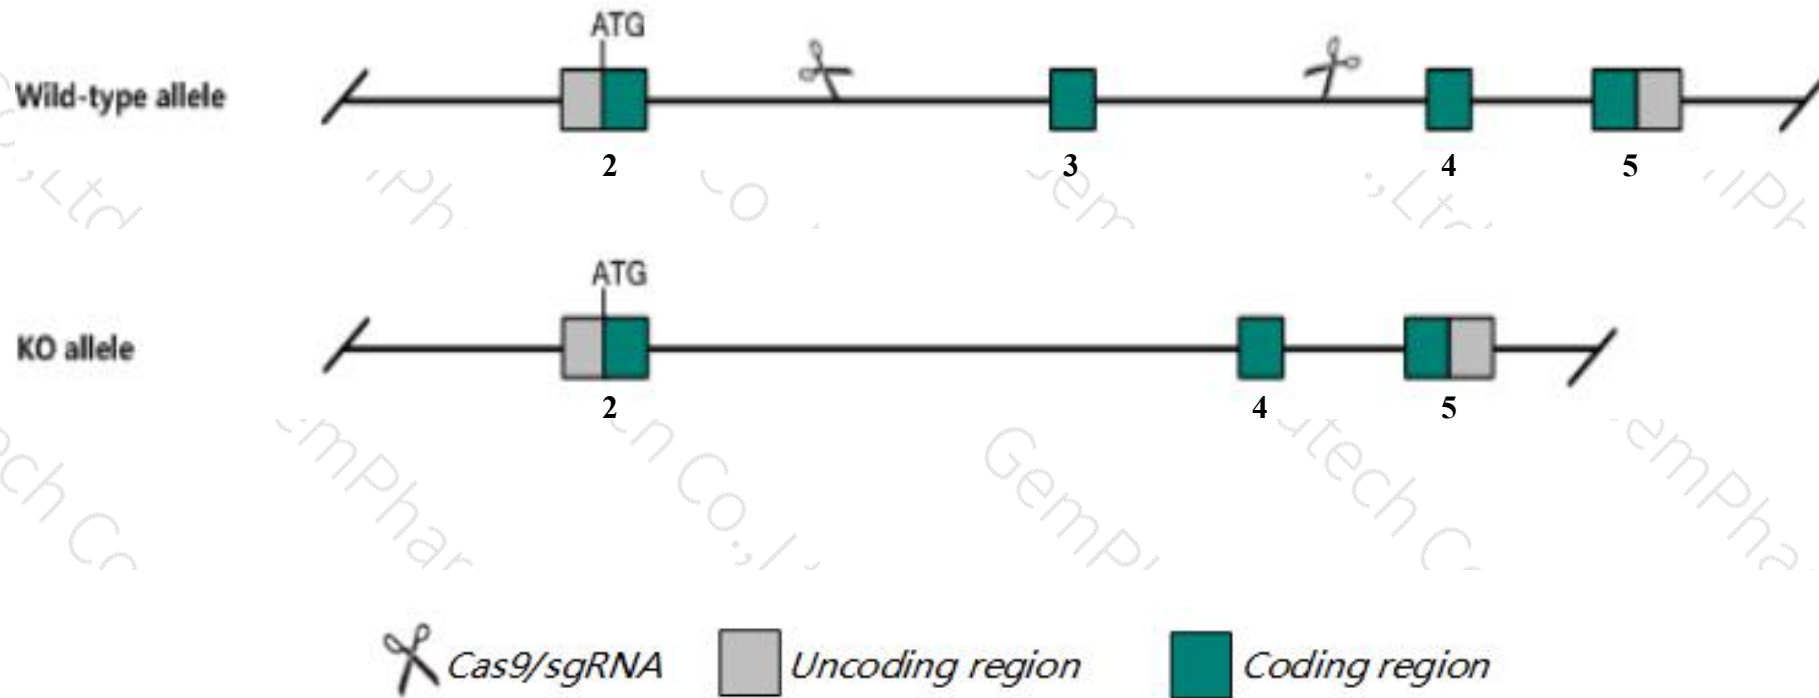 ATG
Wild-type allele
2 3 4 5
ATG
KO allele
2 4 5
GemPh
Cas9/sgRNA Uncoding region Coding region